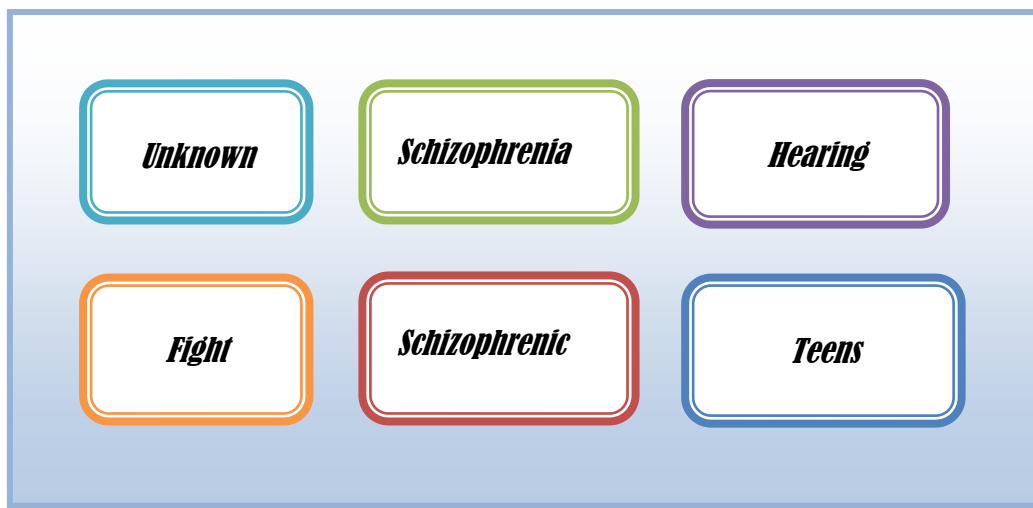 Unknown
Schizophrenia
Hearing
Fight
Schizophrenic
Teens